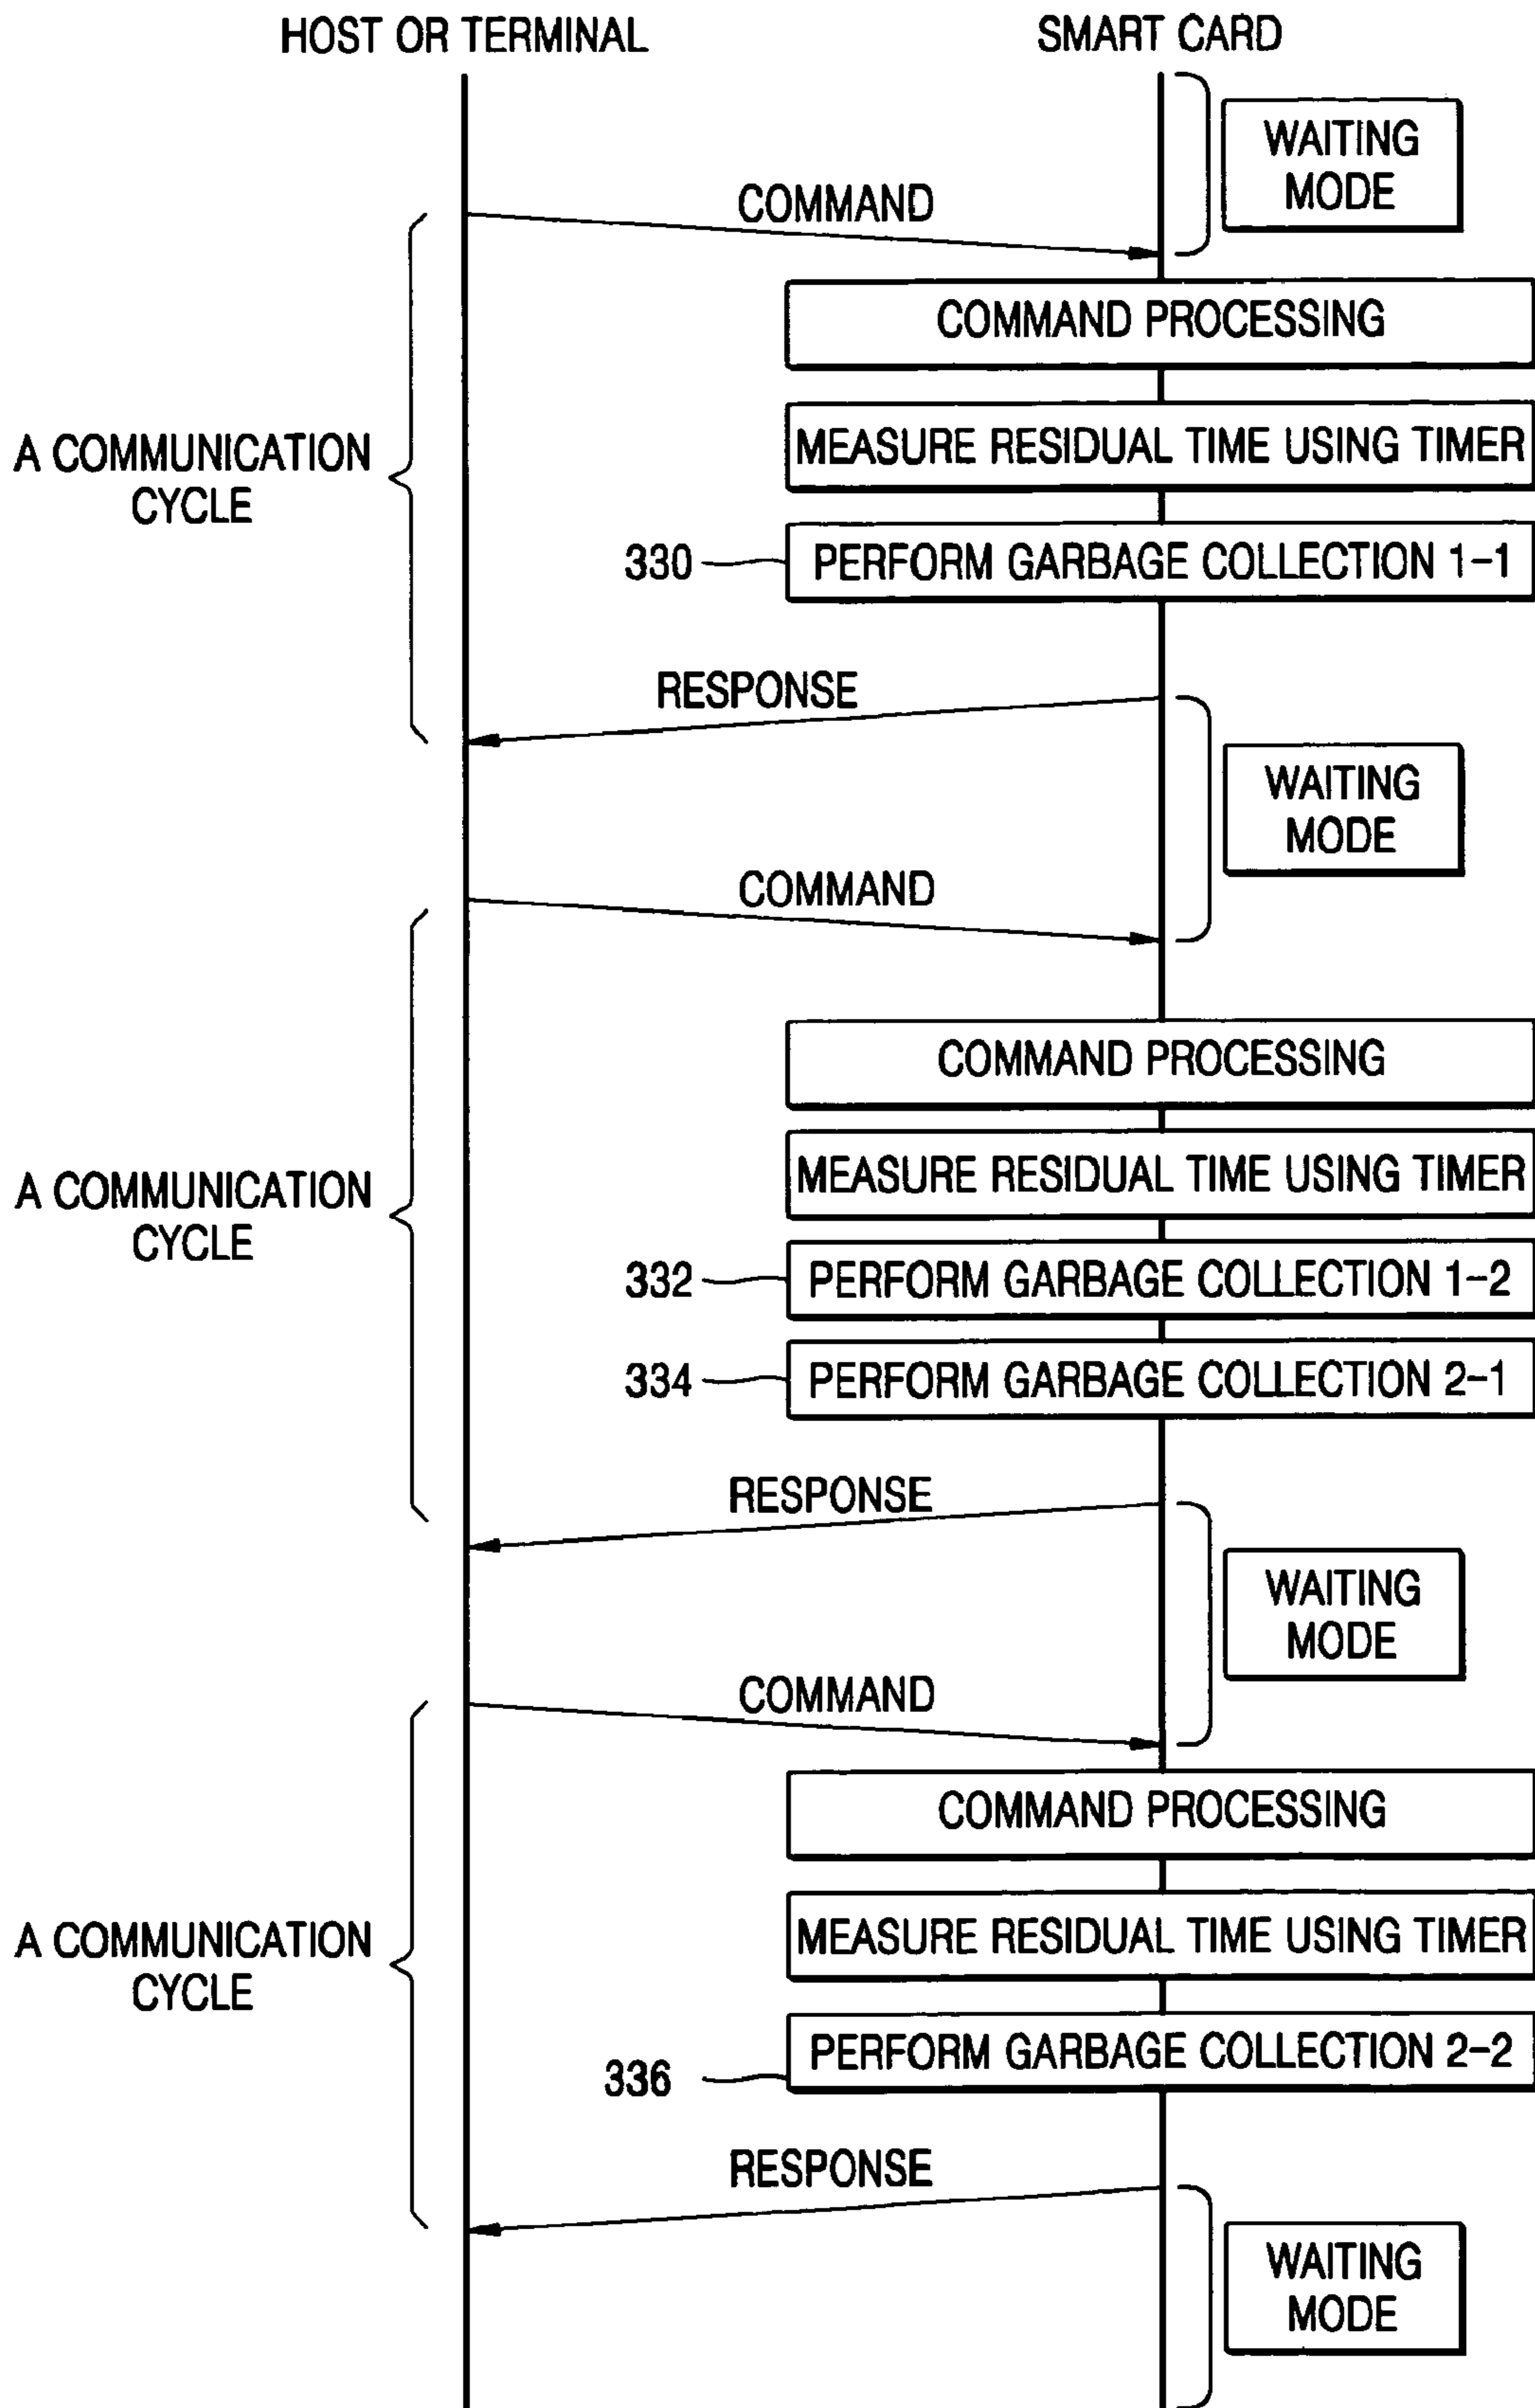 HOST OR TERMINAL
SMART CARD
WAITING
MODE
COMMAND
COMMAND PROCESSING
A COMMUNICATION
CYCLE
MEASURE RESIDUAL TIME USING TIMER
330
PERFORM GARBAGE COLLECTION 1-1
RESPONSE
WAITING
MODE
COMMAND
COMMAND PROCESSING
A COMMUNICATION
CYCLE
MEASURE RESIDUAL TIME USING TIMER
332
PERFORM GARBAGE COLLECTION 1-2
334
PERFORM GARBAGE COLLECTION 2-1
RESPONSE
WAITING
MODE
COMMAND
COMMAND PROCESSING
A COMMUNICATION
CYCLE
MEASURE RESIDUAL TIME USING TIMER
336
PERFORM GARBAGE COLLECTION 2-2
RESPONSE
WAITING
MODE